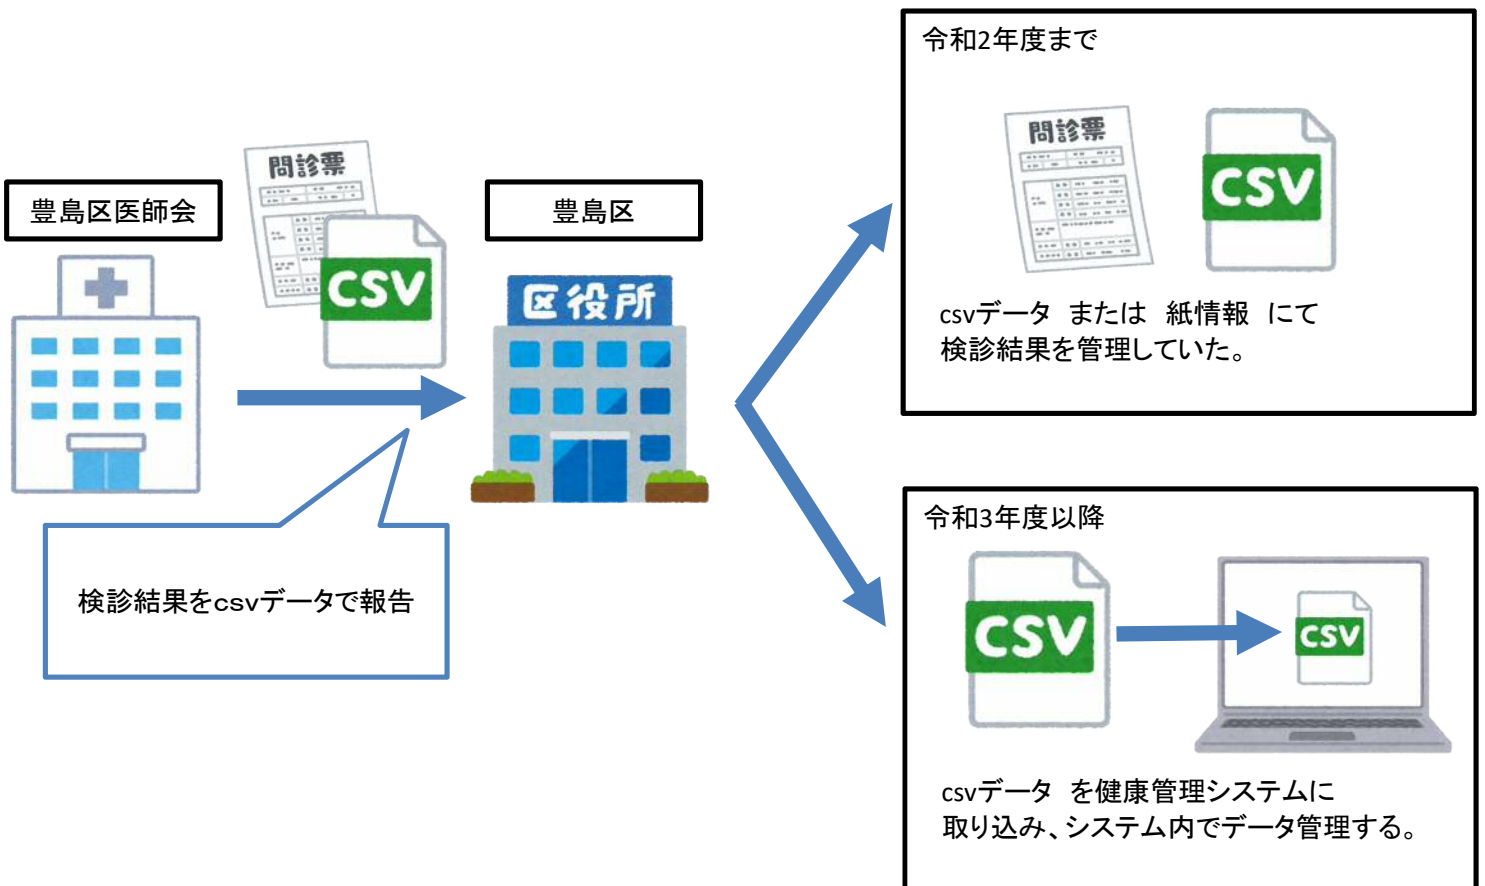 令和2年度まで
問診票
CSV
csvデータ または 紙情報 にて
検診結果を管理していた。
問診票
CSV
豊島区医師会
豊島区
区役所
検診結果をcsvデータで報告
令和3年度以降
CSV
CSV
csvデータ を健康管理システムに
取り込み、システム内でデータ管理する。